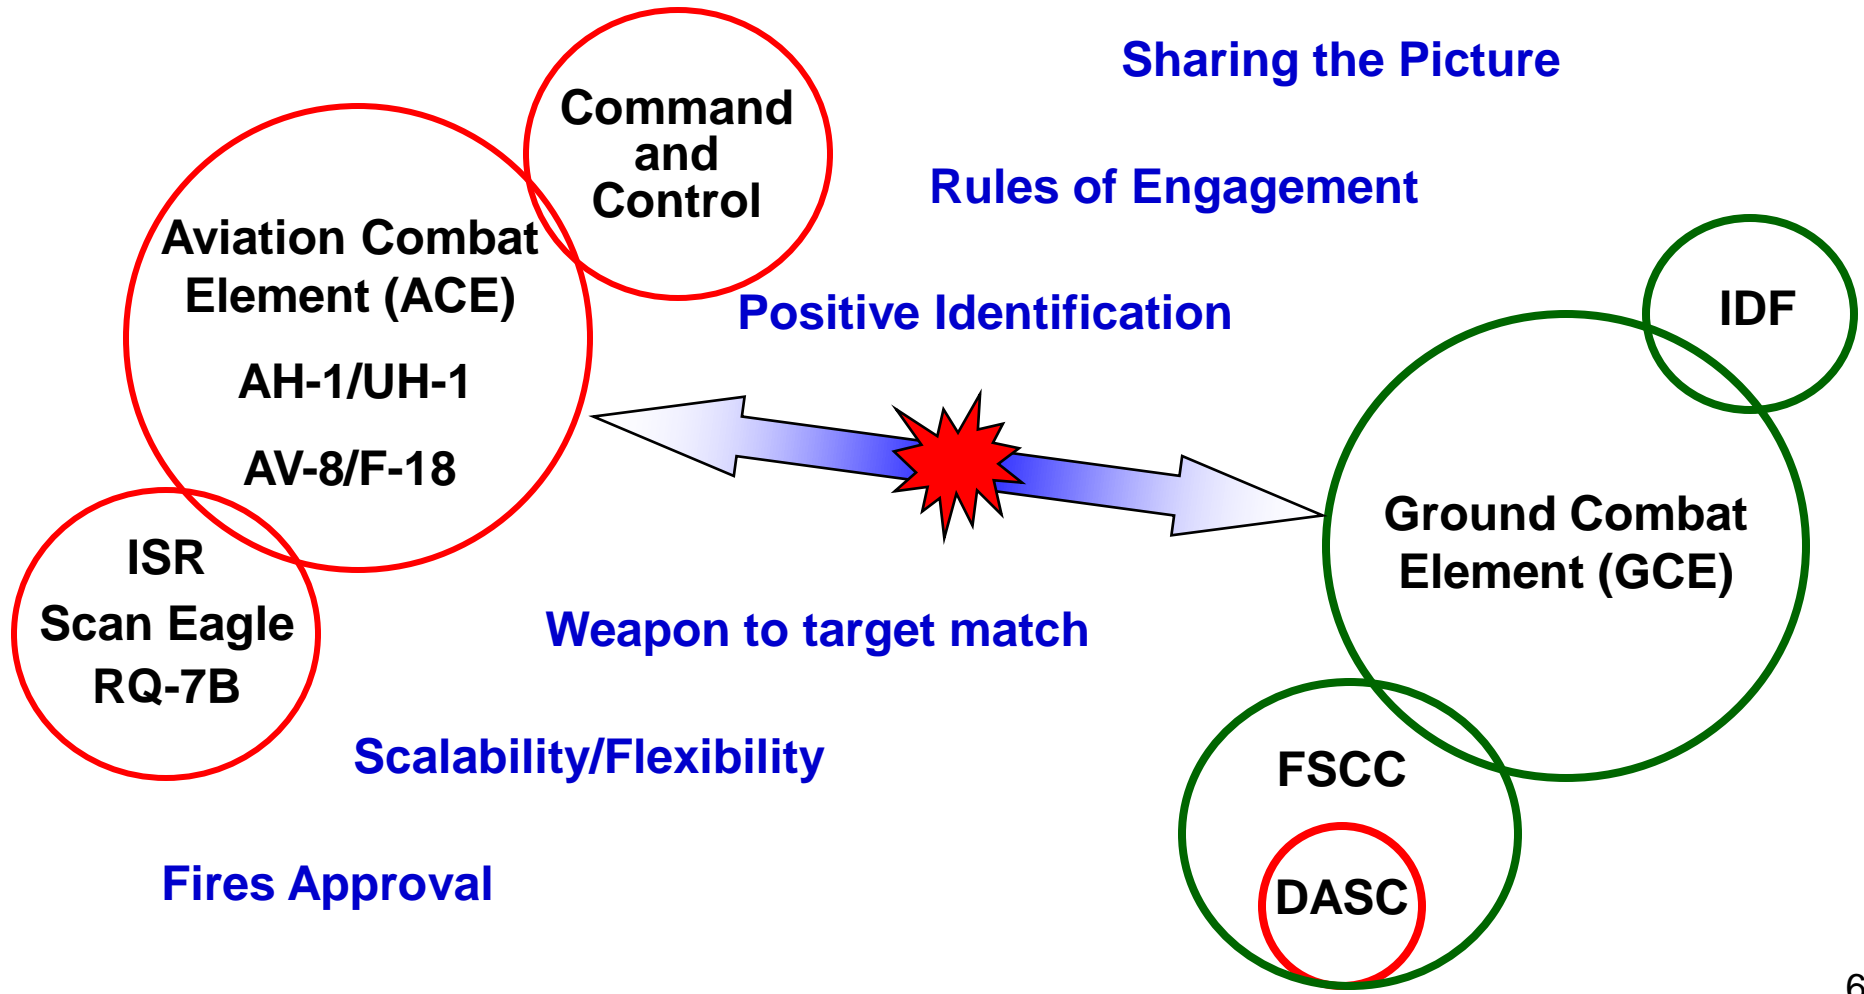 Sharing the Picture
Command
and
Control
Rules of Engagement
Aviation Combat
Element (ACE)
AH-1/UH-1
AV-8/F-18
Positive Identification
IDF
ISR
Scan Eagle
RQ-7B
Ground Combat
Element (GCE)
Weapon to target match
Scalability/Flexibility
FSCC
DASC
Fires Approval
6